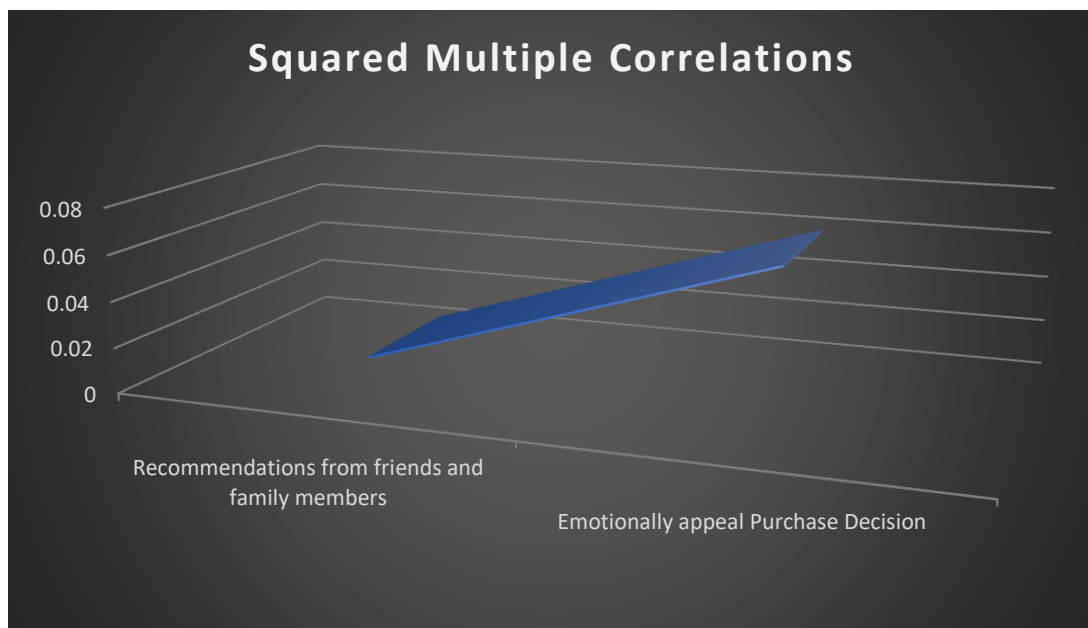 Squared Multiple Correlations
0.08
0.06
0.04
0.02
0
Recommendations from friends and
family members
Emotionally appeal Purchase Decision